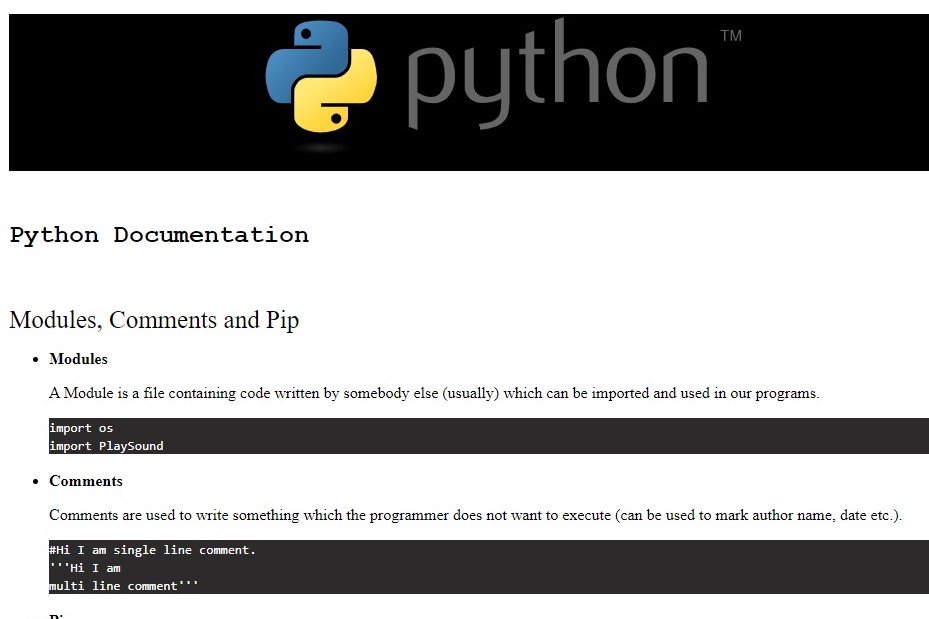 python TM
Python Documentation
Modules, Comments and Pip
Modules
A Module is a file containing code written by somebody else (usually) which can be imported and used in our programs.
import os
import PlaySound
Comments
Comments are used to write something which the programmer does not want to execute (can be used to mark author name, date etc.).
#Hi I am single line comment.
'''Hi I am
multi line comment'''